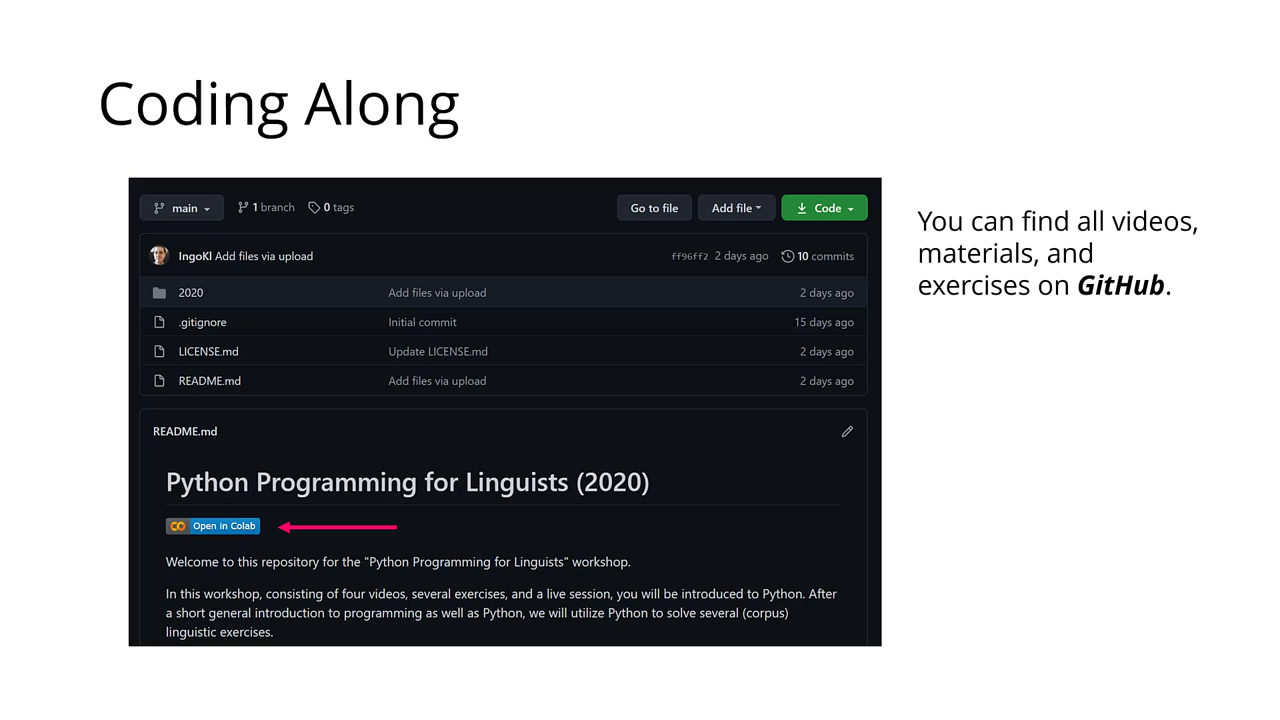 Coding Along
main
1 branch
0 tags
Go to file
Add file
Code
IngoKl Add files via upload
ff96ff2 2 days ago
10 commits
2020 Add files via upload 2 days ago
.gitignore Initial commit 15 days ago
LICENSE.md Update LICENSE.md 2 days ago
README.md Add files via upload 2 days ago
README.md
Python Programming for Linguists (2020)
Open in Colab
Welcome to this repository for the "Python Programming for Linguists" workshop.
In this workshop, consisting of four videos, several exercises, and a live session, you will be introduced to Python. After
a short general introduction to programming as well as Python, we will utilize Python to solve several (corpus)
linguistic exercises.
You can find all videos,
materials, and
exercises on GitHub.